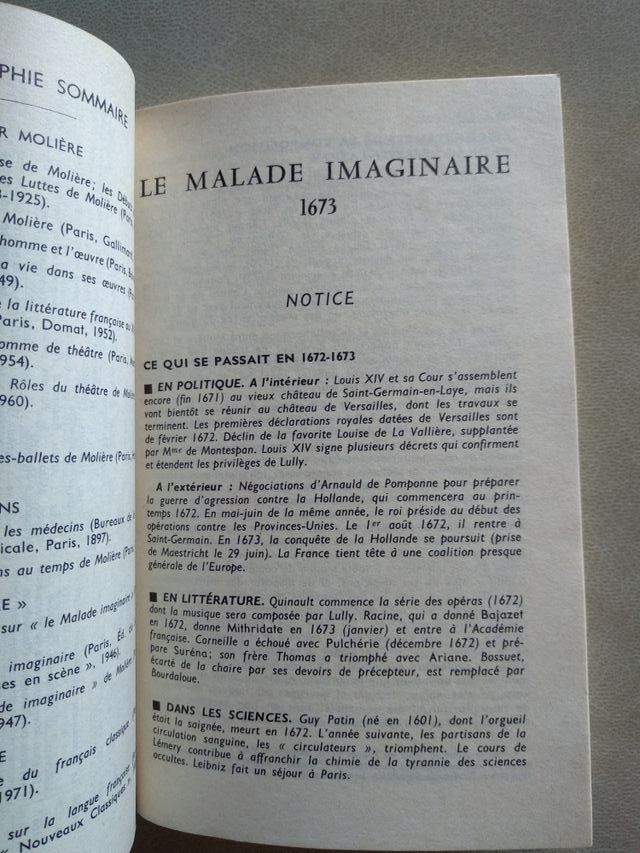 PHIE SOMMAIRE
R MOLIÈRE
se de Molière; les Débu
es Luttes de Molière
-1925).
Molière (Paris, Gallimar
homme et l'œuvre (Paris,
a vie dans ses œuvres
49).
la littérature française au
Paris, Domat, 1952).
omme de théâtre (Paris,
954).
Rôles du théâtre de
960).
es-ballets de Molière (Paris,
NS
les médecins (Bureaux de
icale, Paris, 1897).
ns au temps de Molière
E »
sur « le Malade imaginaire »
imaginaire (Paris, Éd.
es en scène », 1946).
de imaginaire » de Molière
947).
E
e du français classique
1971).
sur la langue française
« Nouveaux Classiques ».
LE MALADE IMAGINAIRE
1673
NOTICE
CE QUI SE PASSAIT EN 1672-1673
■ EN POLITIQUE. A l'intérieur : Louis XIV et sa Cour s'assemblent
encore (fin 1671) au vieux château de Saint-Germain-en-Laye, mais ils
vont bientôt se réunir au château de Versailles, dont les travaux se
terminent. Les premières déclarations royales datées de Versailles sont
de février 1672. Déclin de la favorite Louise de La Vallière, supplantée
par Mme de Montespan. Louis XIV signe plusieurs décrets qui confirment
et étendent les privilèges de Lully.
A l'extérieur : Négociations d'Arnauld de Pomponne pour préparer
la guerre d'agression contre la Hollande, qui commencera au prin-
temps 1672. En mai-juin de la même année, le roi préside au début des
opérations contre les Provinces-Unies. Le 1er août 1672, il rentre à
Saint-Germain. En 1673, la conquête de la Hollande se poursuit (prise
de Maestricht le 29 juin). La France tient tête à une coalition presque
générale de l'Europe.
■ EN LITTÉRATURE. Quinault commence la série des opéras (1672)
dont la musique sera composée par Lully. Racine, qui a donné Bajazet
en 1672, donne Mithridate en 1673 (janvier) et entre à l'Académie
française. Corneille a échoué avec Pulchérie (décembre 1672) et pré-
pare Suréna; son frère Thomas a triomphé avec Ariane. Bossuet,
écarté de la chaire par ses devoirs de précepteur, est remplacé par
Bourdaloue.
■ DANS LES SCIENCES. Guy Patin (né en 1601), dont l'orgueil
était la saignée, meurt en 1672. L'année suivante, les partisans de la
circulation sanguine, les « circulateurs », triomphent. Le cours de
Lémery contribue à affranchir la chimie de la tyrannie des sciences
occultes. Leibniz fait un séjour à Paris.